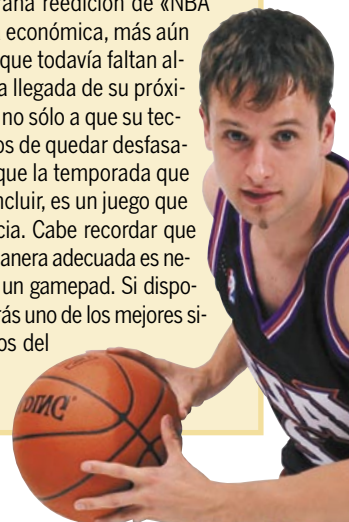 rana reedición de «NBA
económica, más aún
que todavía faltan al-
a llegada de su próxi-
no sólo a que su tec-
os de quedar desfasa-
que la temporada que
ncluir, es un juego que
cia. Cabe recordar que
anera adecuada es ne-
un gamepad. Si dispo-
rás uno de los mejores si-
os del